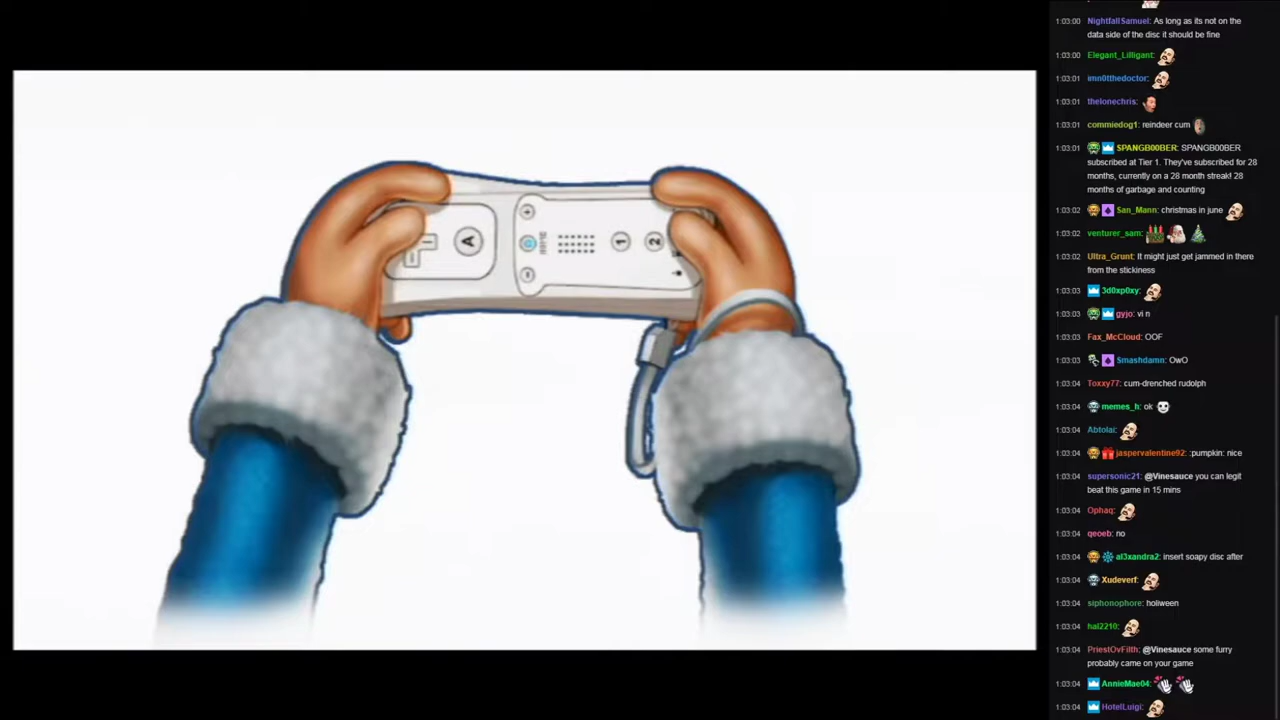 A
1
2
1:03:00 NightfallSamuel: As long as its not on the
data side of the disc it should be fine
1:03:00 Elegant_Lilligant:
1:03:01 imn0tthedoctor:
1:03:01 thelonechris:
1:03:01 commiedog1: reindeer cum
1:03:01 SPANGB00BER: SPANGB00BER
subscribed at Tier 1. They've subscribed for 28
months, currently on a 28 month streak! 28
months of garbage and counting
1:03:02 San_Mann: christmas in june
1:03:02 venturer_sam:
1:03:02 Ultra_Grunt: It might just get jammed in there
from the stickiness
1:03:03 3d0xp0xy:
1:03:03 gyjo: vi n
1:03:03 Fax_McCloud: OOF
1:03:03 Smashdamn: OwO
1:03:04 Toxxy77: cum-drenched rudolph
1:03:04 memes_h: ok
1:03:04 Abtolai:
1:03:04 jaspervalentine92: :pumpkin: nice
1:03:04 supersonic21: @Vinesauce you can legit
beat this game in 15 mins
1:03:04 Ophaq:
1:03:04 qeoeb: no
1:03:04 al3xandra2: insert soapy disc after
1:03:04 Xudeverf:
1:03:04 siphonophore: holiween
1:03:04 hal2210:
1:03:04 PriestOvFilth: @Vinesauce some furry
probably came on your game
1:03:04 AnnieMae04:
1:03:04 HotelLuigi: